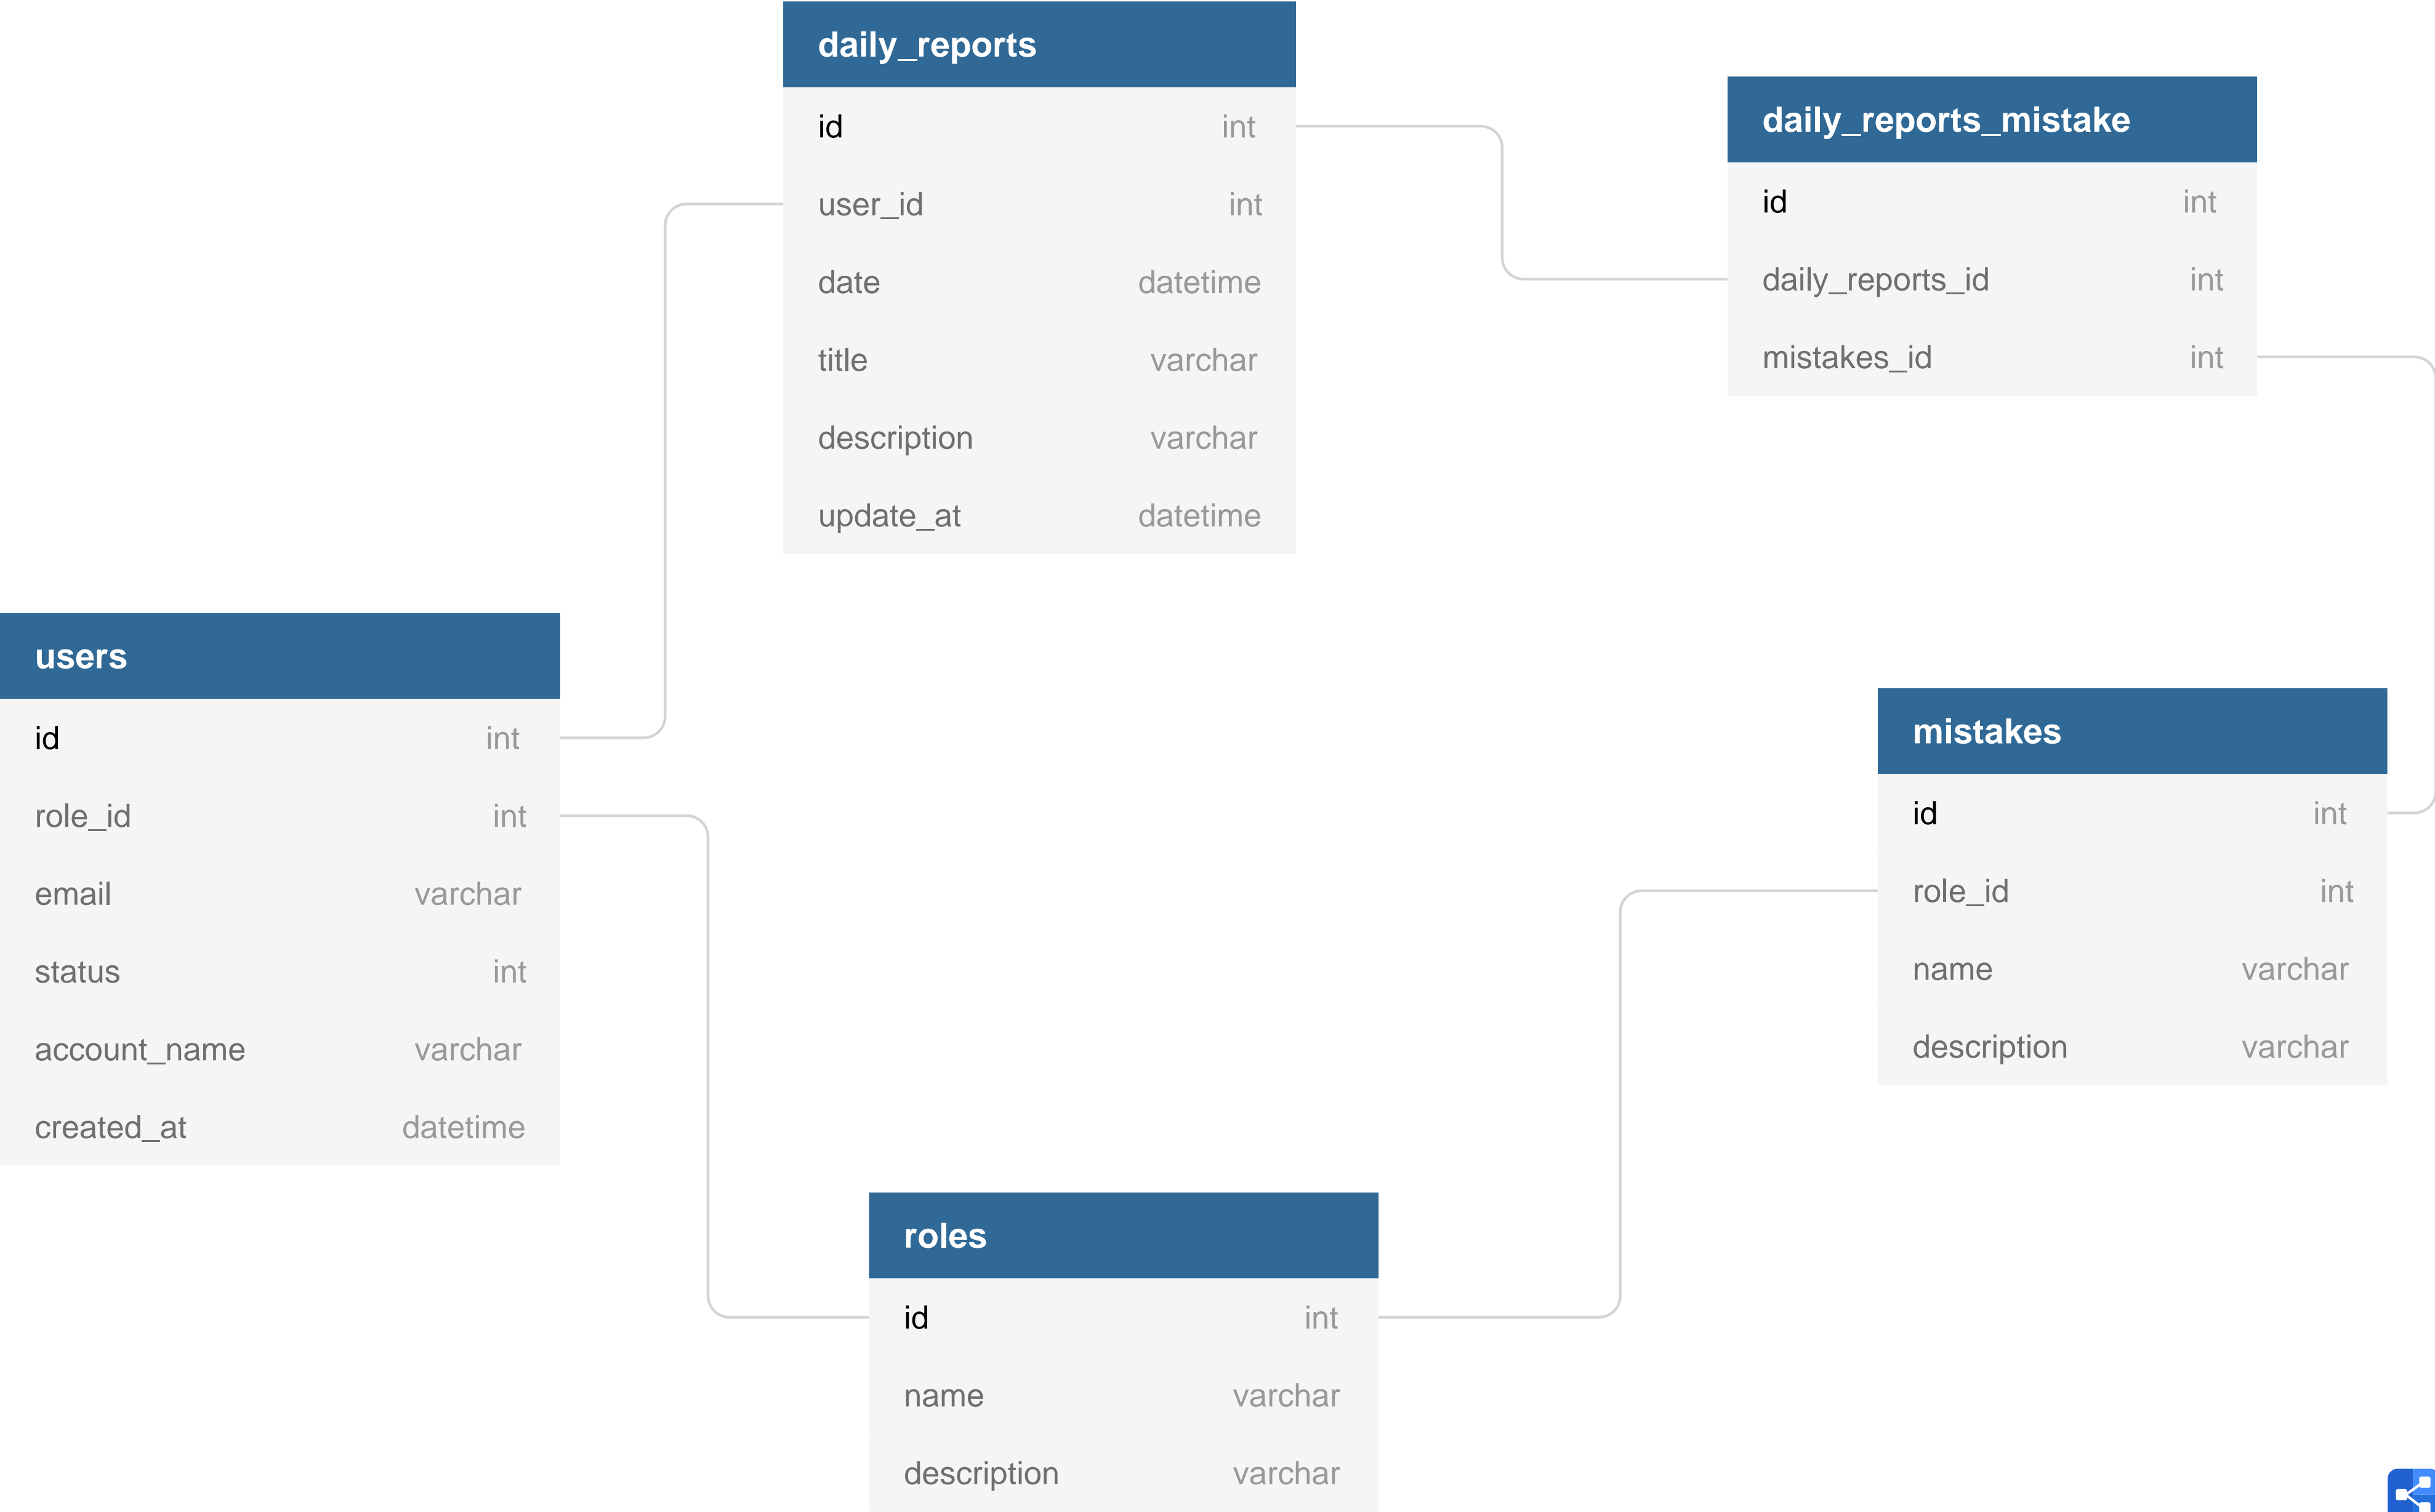 daily_reports
id int
user_id int
date datetime
title varchar
description varchar
update_at datetime
daily_reports_mistake
id int
daily_reports_id int
mistakes_id int
users
id int
role_id int
email varchar
status int
account_name varchar
created_at datetime
mistakes
id int
role_id int
name varchar
description varchar
roles
id int
name varchar
description varchar